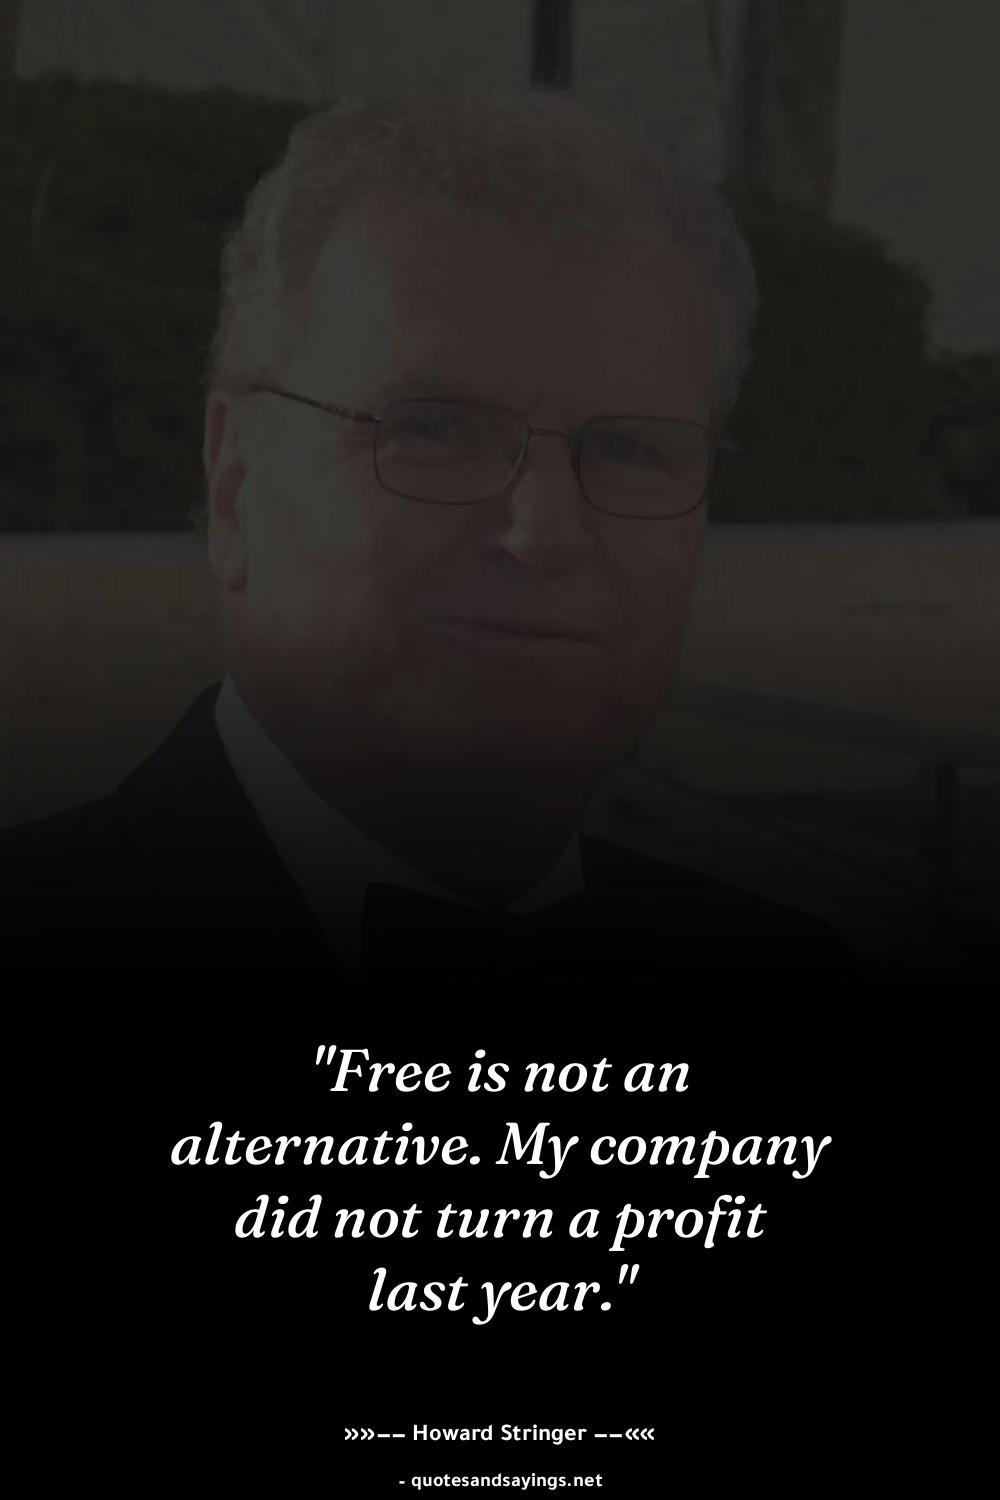 "Free is not an
alternative. My company
did not turn a profit
last year."
»»-- Howard Stringer --««
- quotesandsayings.net